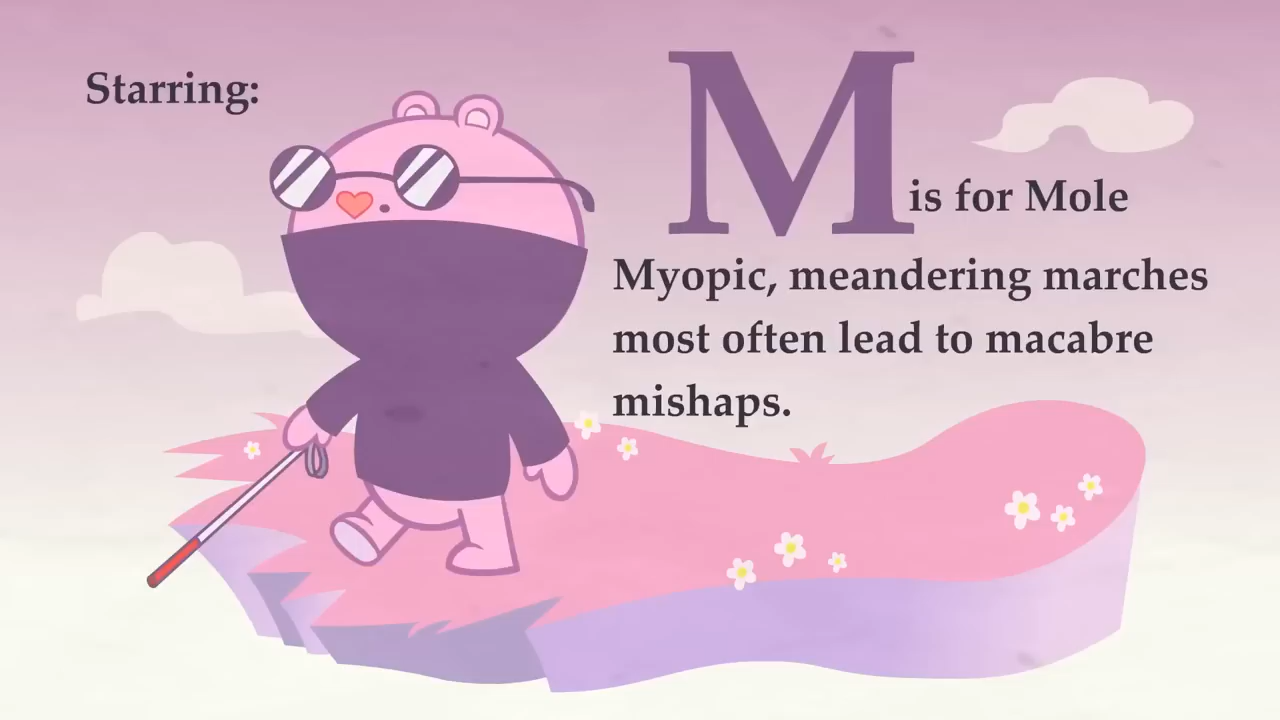 Starring:
M is for Mole
Myopic, meandering marches
most often lead to macabre
mishaps.